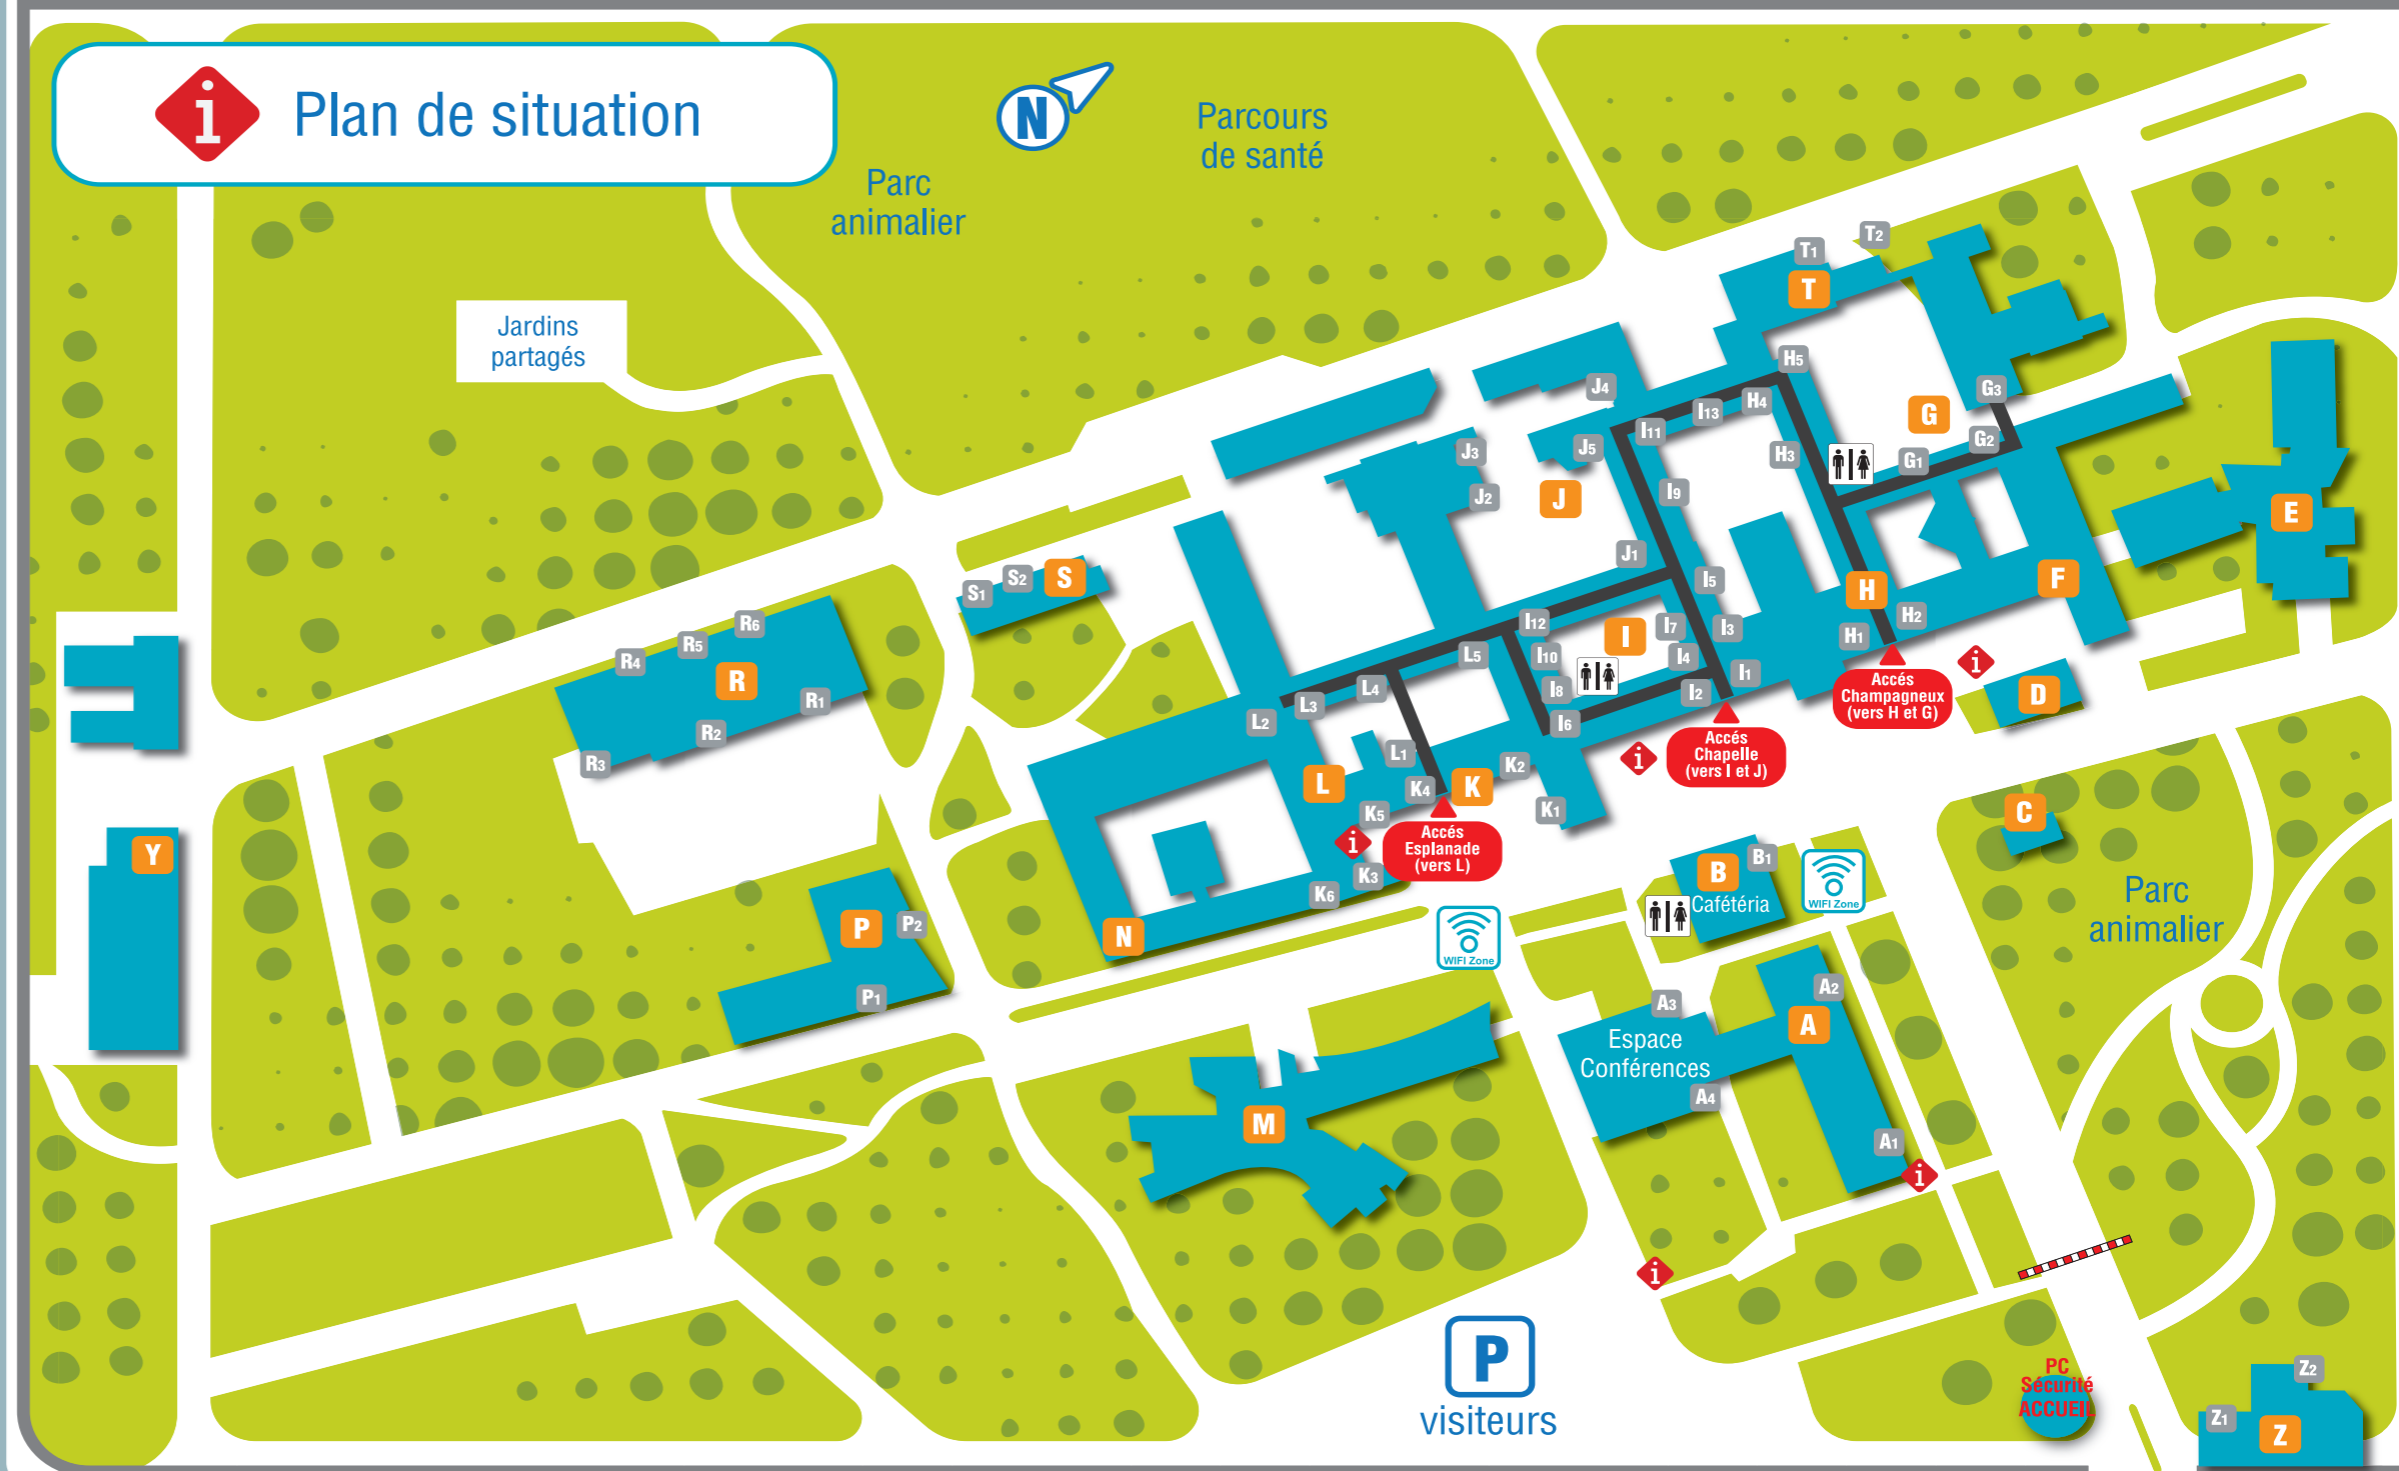 i Plan de situation
N
Parcours
de santé
Parc
animalier
Jardins
partagés
T1
T2
T
H5
J4
G3
I13
H4
G
I11
G2
J5
J3
H3
G1
J2
I9
J
E
J1
S
S2
S1
I5
H
F
H2
R6
I12
I7
I3
I
H1
R5
R4
L5
I10
I4
i
R
L4
I8
I1
I2
R1
L3
Accés
Champagneux
(vers H et G)
D
L2
I6
R2
R3
L1
K2
i
Accés
Chapelle
(vers I et J)
L
K4
K
K5
K1
C
i
Accés
Esplanade
(vers L)
Y
B1
B
K3
K6
Cafétéria
WIFI Zone
Parc
animalier
P
P2
N
WIFI Zone
P1
A2
A3
A
Espace
Conférences
A4
M
A1
i
i
P
visiteurs
PC
Sécurité
ACCUEIL
Z2
Z1
Z